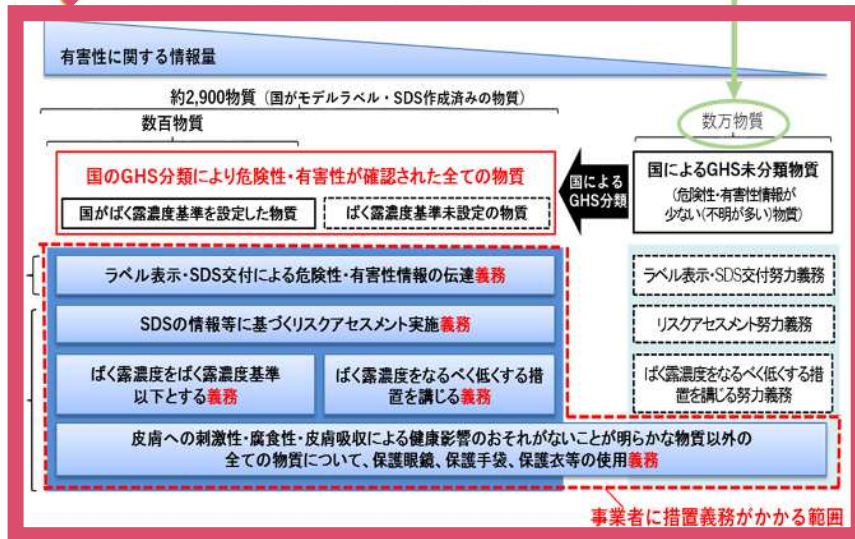 有害性に関する情報量
約2,900物質（国がモデルラベル・SDS作成済みの物質）
数百物質
数万物質
国のGHS分類により危険性・有害性が確認された全ての物質
国がばく露濃度基準を設定した物質
ばく露濃度基準未設定の物質
国による
GHS分類
国によるGHS未分類物質
（危険性・有害性情報が
少ない（不明が多い）物質）
ラベル表示・SDS交付による危険性・有害性情報の伝達義務
ラベル表示・SDS交付努力義務
SDSの情報等に基づくリスクアセスメント実施義務
リスクアセスメント努力義務
ばく露濃度をばく露濃度基準
以下とする義務
ばく露濃度をなるべく低くする措
置を講じる義務
ばく露濃度をなるべく低くする措
置を講じる努力義務
皮膚への刺激性・腐食性・皮膚吸収による健康影響のおそれがないことが明らかな物質以外の
全ての物質について、保護眼鏡、保護手袋、保護衣等の使用義務
事業者に措置義務がかかる範囲